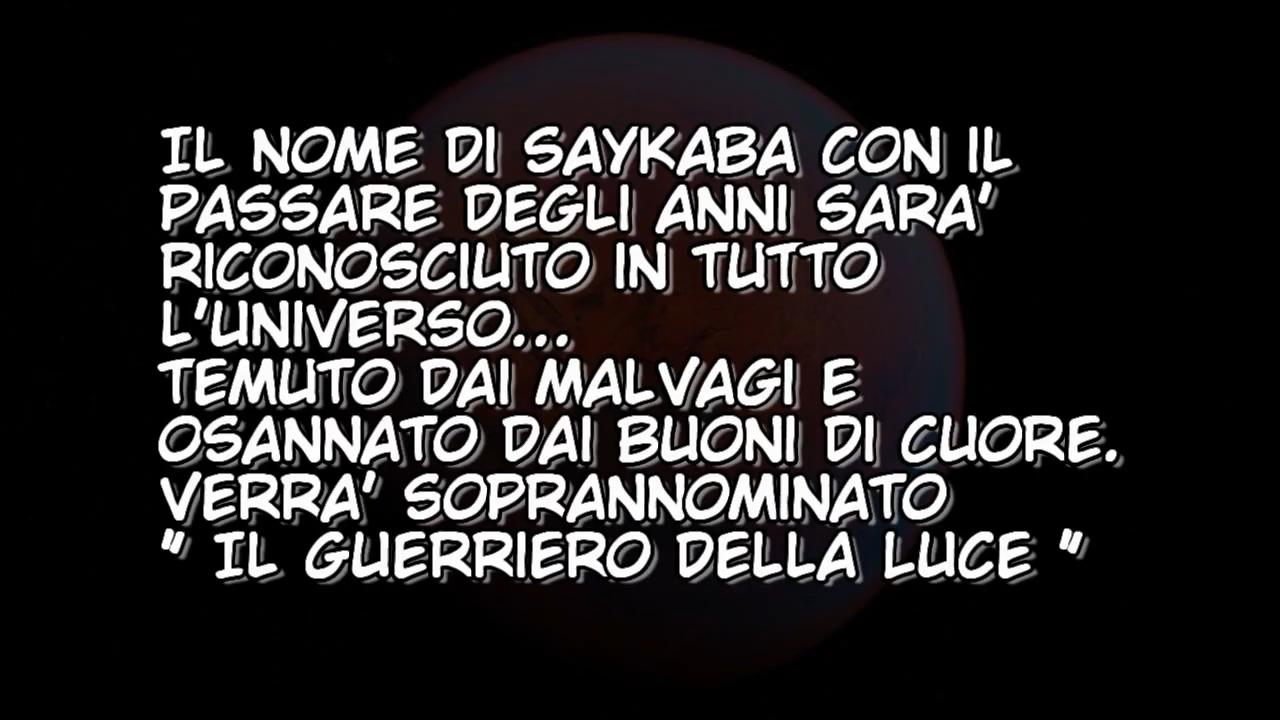 IL NOME DI SAYKABA CON IL
PASSARE DEGLI ANNI SARA'
RICONOSCIUTO IN TUTTO
L'UNIVERSO...
TEMUTO DAI MALVAGI E
OSANNATO DAI BUONI DI CUORE.
VERRA' SOPRANNOMINATO
" IL GUERRIERO DELLA LUCE "